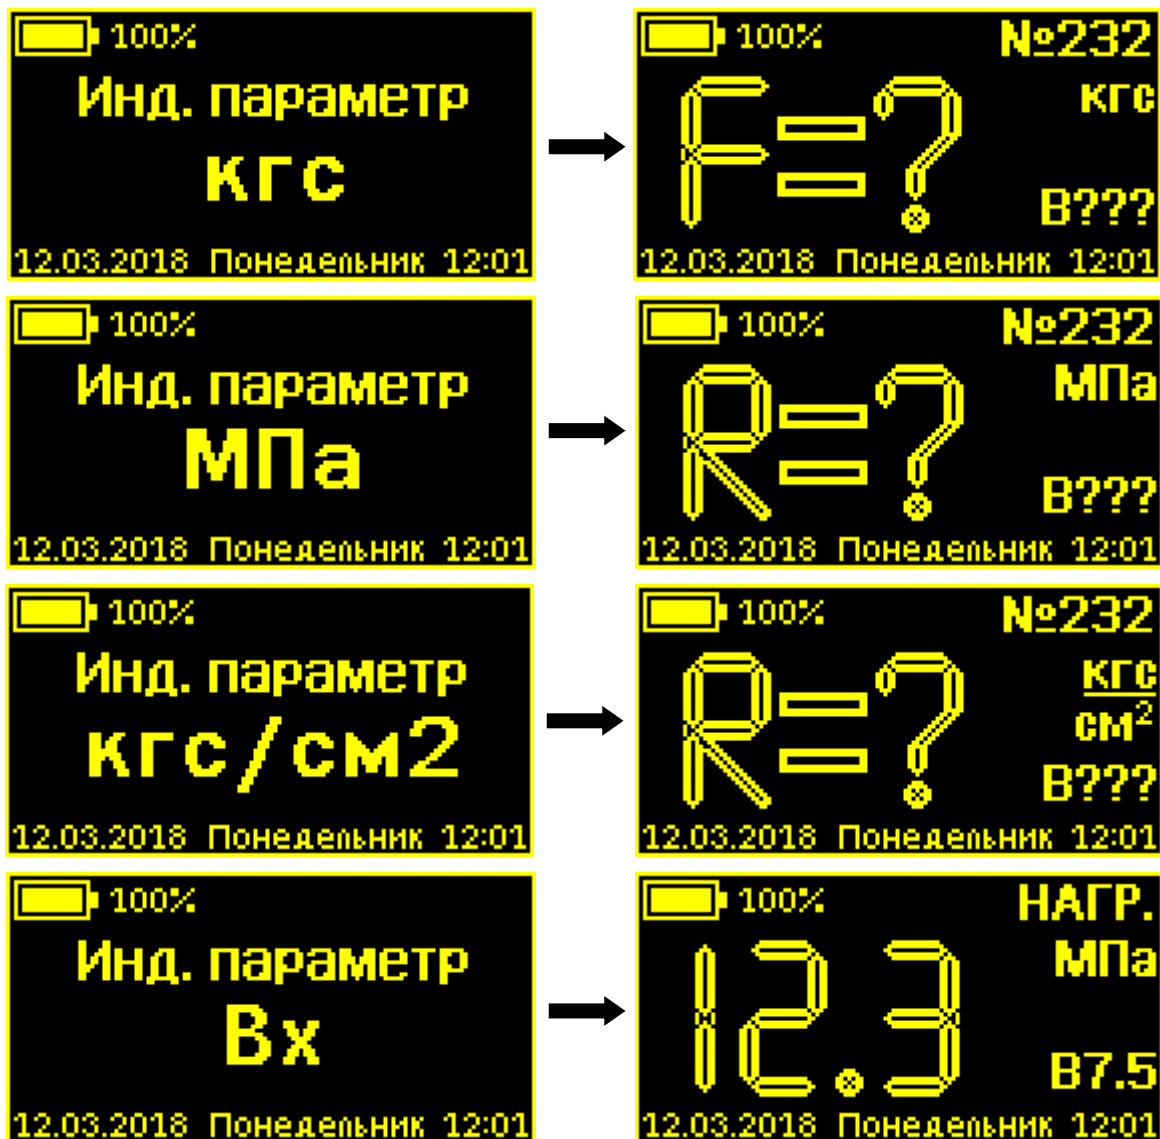 100%
Инд. параметр
кгс
12.03.2018 Понедельник 12:01
100% №232
F=? кгс
В???
12.03.2018 Понедельник 12:01
100%
Инд. параметр
МПа
12.03.2018 Понедельник 12:01
100% №232
R=? МПа
В???
12.03.2018 Понедельник 12:01
100%
Инд. параметр
кгс/см2
12.03.2018 Понедельник 12:01
100% №232
R=? кгс
см²
В???
12.03.2018 Понедельник 12:01
100%
Инд. параметр
Вх
12.03.2018 Понедельник 12:01
100% НАГР.
12.3 МПа
В7.5
12.03.2018 Понедельник 12:01